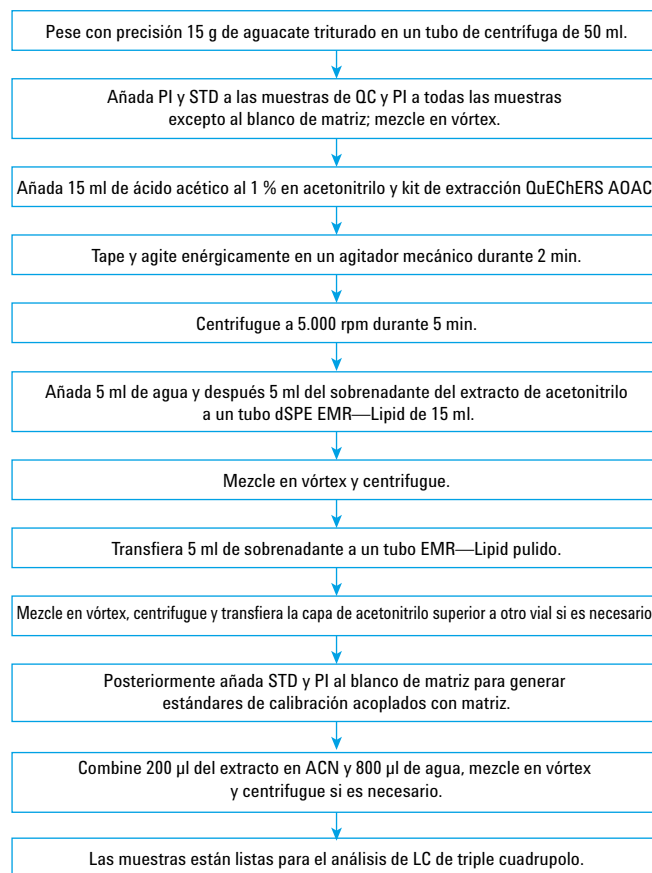 Pese con precisión 15 g de aguacate triturado en un tubo de centrífuga de 50 ml.
Añada PI y STD a las muestras de QC y PI a todas las muestras
excepto al blanco de matriz; mezcle en vórtex.
Añada 15 ml de ácido acético al 1 % en acetonitrilo y kit de extracción QuEChERS AOAC
Tape y agite enérgicamente en un agitador mecánico durante 2 min.
Centrifugue a 5.000 rpm durante 5 min.
Añada 5 ml de agua y después 5 ml del sobrenadante del extracto de acetonitrilo
a un tubo dSPE EMR—Lipid de 15 ml.
Mezcle en vórtex y centrifugue.
Transfiera 5 ml de sobrenadante a un tubo EMR—Lipid pulido.
Mezcle en vórtex, centrifugue y transfiera la capa de acetonitrilo superior a otro vial si es necesario
Posteriormente añada STD y PI al blanco de matriz para generar
estándares de calibración acoplados con matriz.
Combine 200 µl del extracto en ACN y 800 µl de agua, mezcle en vórtex
y centrifugue si es necesario.
Las muestras están listas para el análisis de LC de triple cuadrupolo.